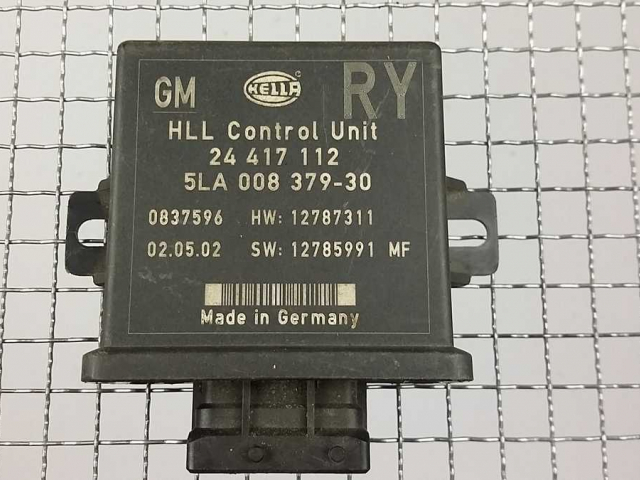 GM HELLA RY
HLL Control Unit
24 417 112
5LA 008 379-30
0837596 HW: 12787311
02.05.02 SW: 12785991 MF
Made in Germany